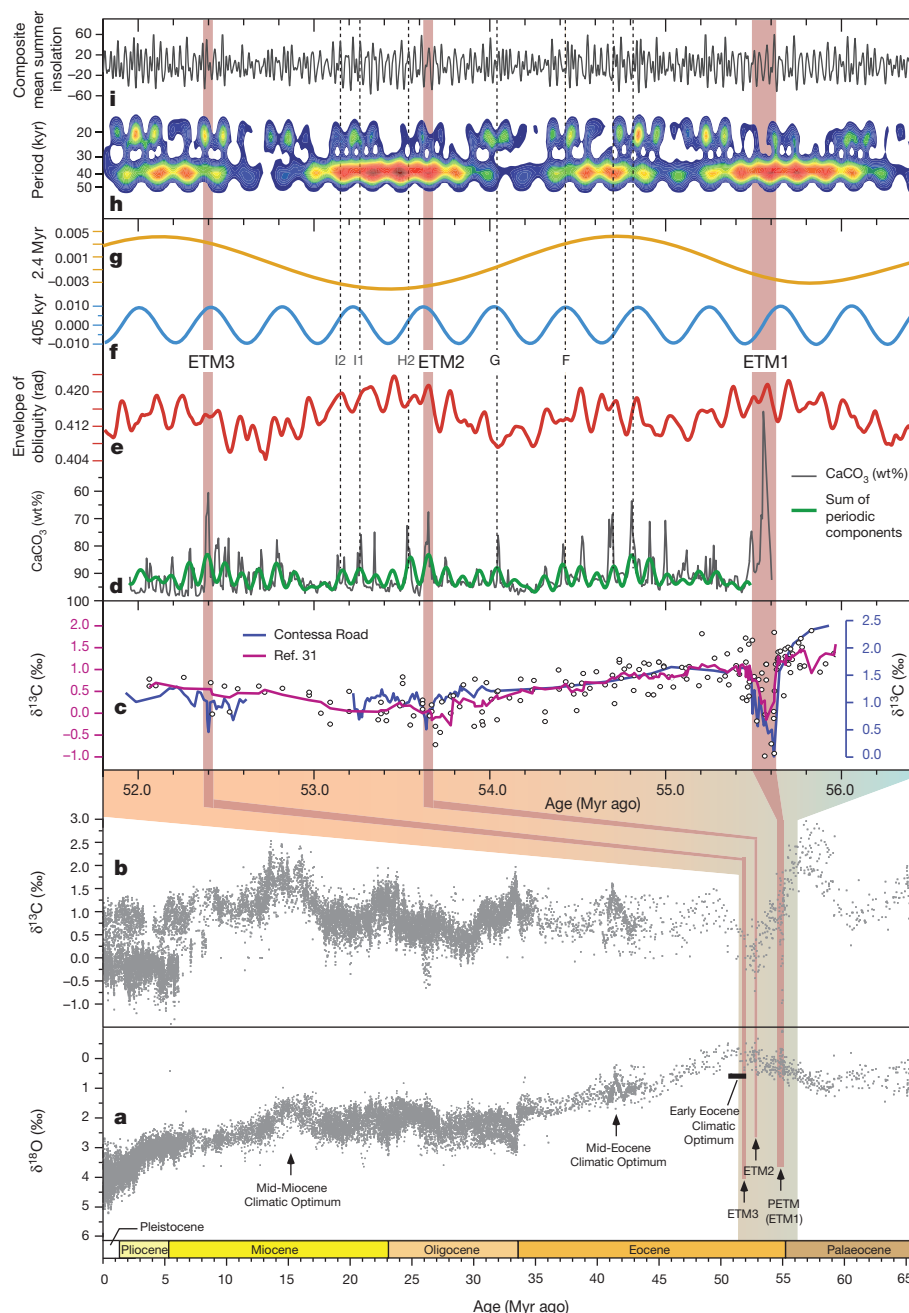 Composite
mean summer
insolation
60
20
−20
−60
i
Period (kyr)
20
30
40
50
h
2.4 Myr
0.005
0.001
−0.003
g
405 kyr
0.010
0.000
−0.010
f
ETM3
I2
I1
H2
ETM2
G
F
ETM1
Envelope of
obliquity (rad)
0.420
0.412
0.404
e
CaCO₃ (wt%)
Sum of
periodic
components
CaCO₃ (wt%)
60
70
80
90
100
d
δ¹³C (‰)
2.0
1.5
1.0
0.5
0.0
−0.5
−1.0
Contessa Road
Ref. 31
c
2.5
2.0
1.5
1.0
0.5
0.0
δ¹³C (‰)
52.0 53.0 54.0 55.0 56.0
Age (Myr ago)
δ¹³C (‰)
3.0
2.5
2.0
1.5
1.0
0.5
0.0
−0.5
−1.0
b
δ¹⁸O (‰)
0
1
2
3
4
5
6
a
Mid-Miocene
Climatic Optimum
Mid-Eocene
Climatic Optimum
Early Eocene
Climatic
Optimum
ETM2
ETM3
PETM
(ETM1)
Pleistocene
Pliocene Miocene Oligocene Eocene Palaeocene
0 5 10 15 20 25 30 35 40 45 50 55 60 65
Age (Myr ago)